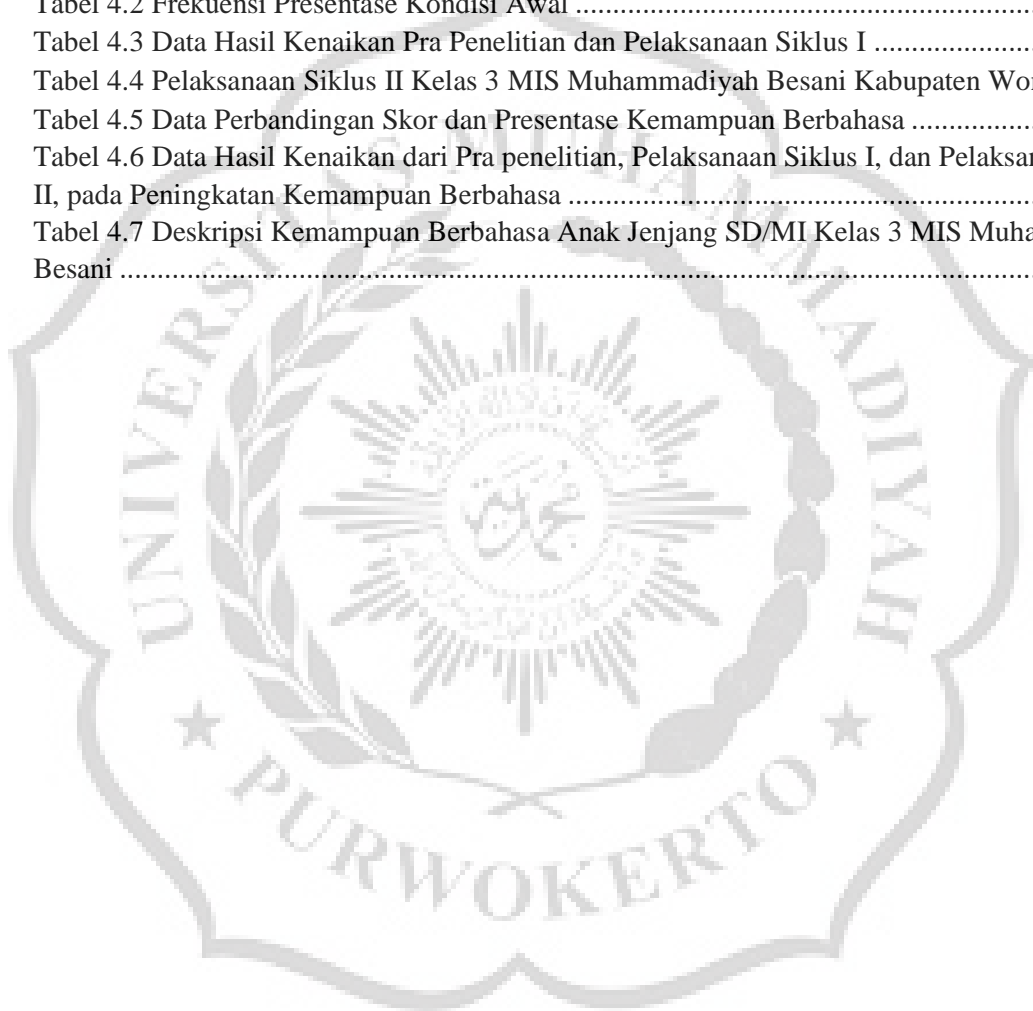 Tabel 4.2 Frekuensi Presentase Kondisi Awal ..........................................................
Tabel 4.3 Data Hasil Kenaikan Pra Penelitian dan Pelaksanaan Siklus I .....................
Tabel 4.4 Pelaksanaan Siklus II Kelas 3 MIS Muhammadiyah Besani Kabupaten
Tabel 4.5 Data Perbandingan Skor dan Presentase Kemampuan Berbahasa ................
Tabel 4.6 Data Hasil Kenaikan dari Pra penelitian, Pelaksanaan Siklus I, dan
II, pada Peningkatan Kemampuan Berbahasa ...........................................................
Tabel 4.7 Deskripsi Kemampuan Berbahasa Anak Jenjang SD/MI Kelas 3 MIS
Besani ......................................................................................................................
UNIVERSITAS MUHAMMADIYAH
PURWOKERTO